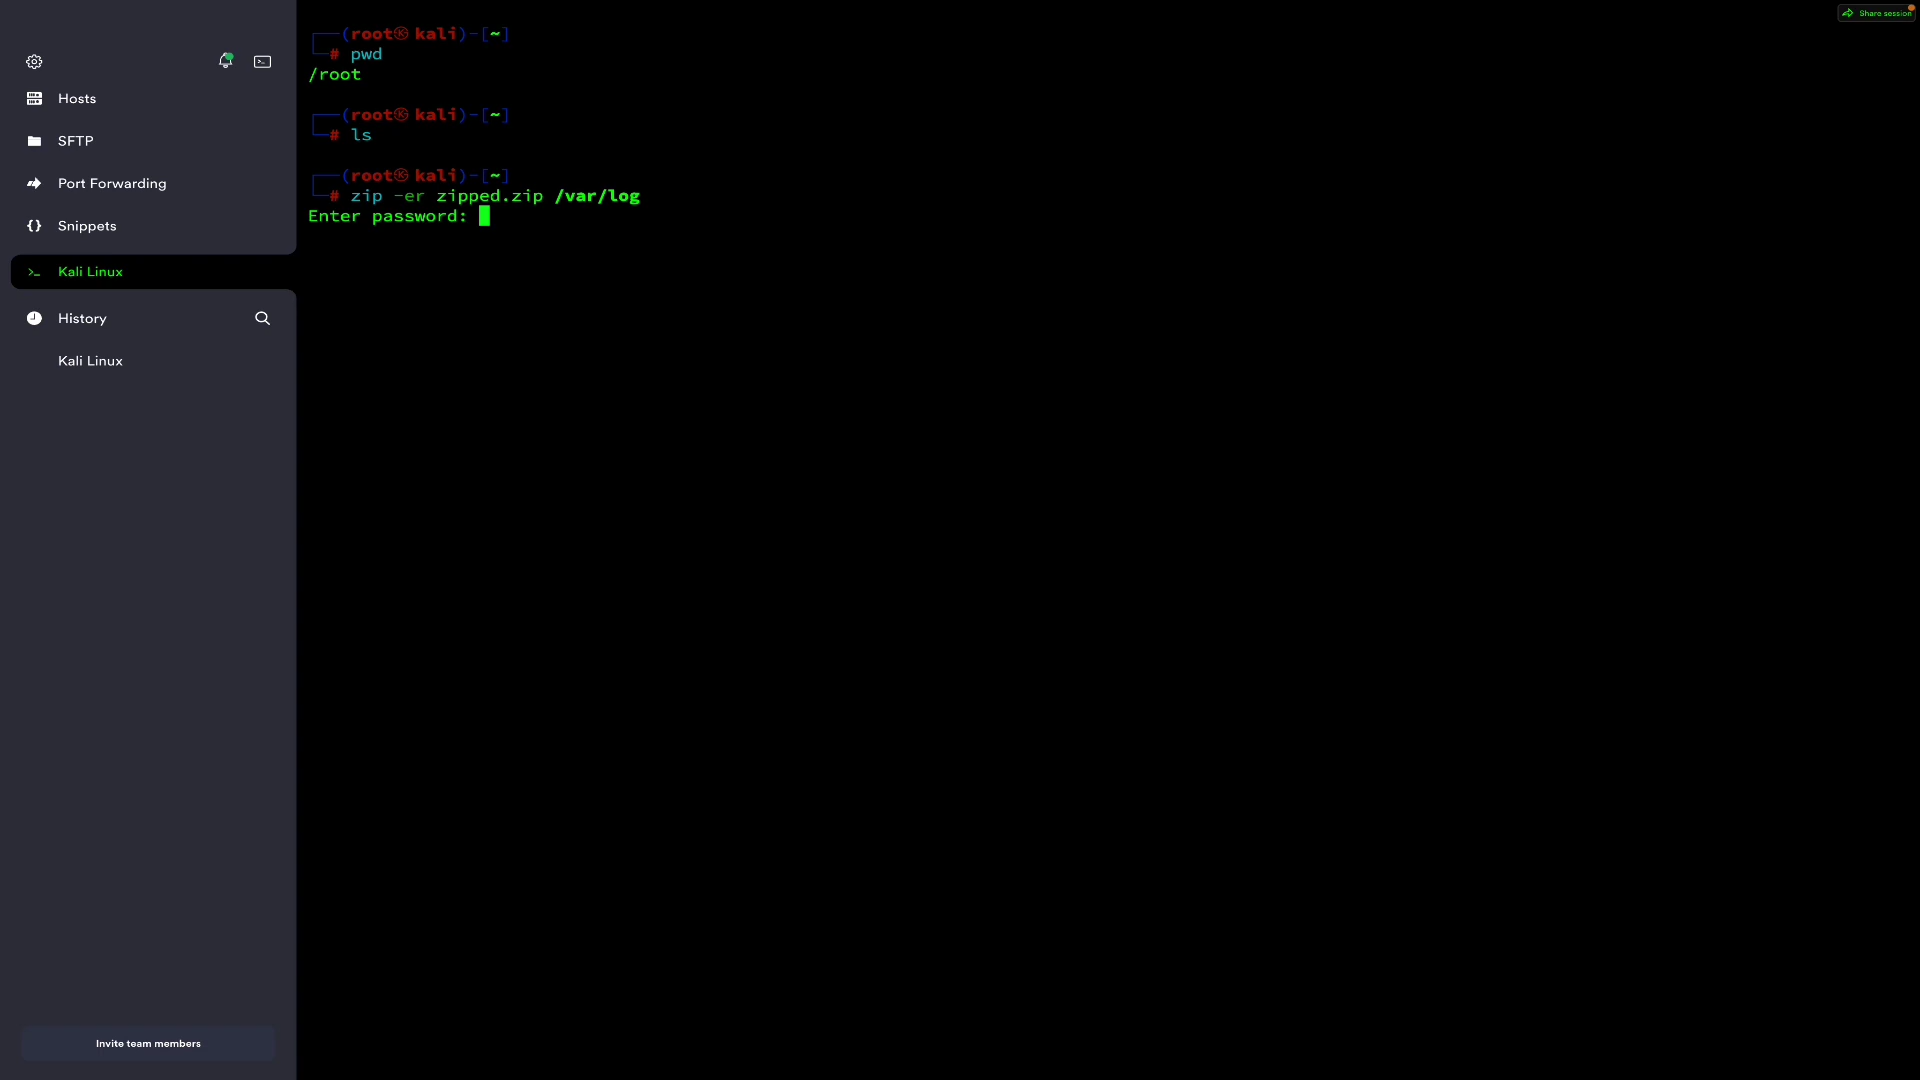 Hosts
SFTP
Port Forwarding
Snippets
>_ Kali Linux
History
Kali Linux
Invite team members
┌──(root㉿kali)-[~]
└─# pwd
/root
┌──(root㉿kali)-[~]
└─# ls
┌──(root㉿kali)-[~]
└─# zip -er zipped.zip /var/log
Enter password:
Share session